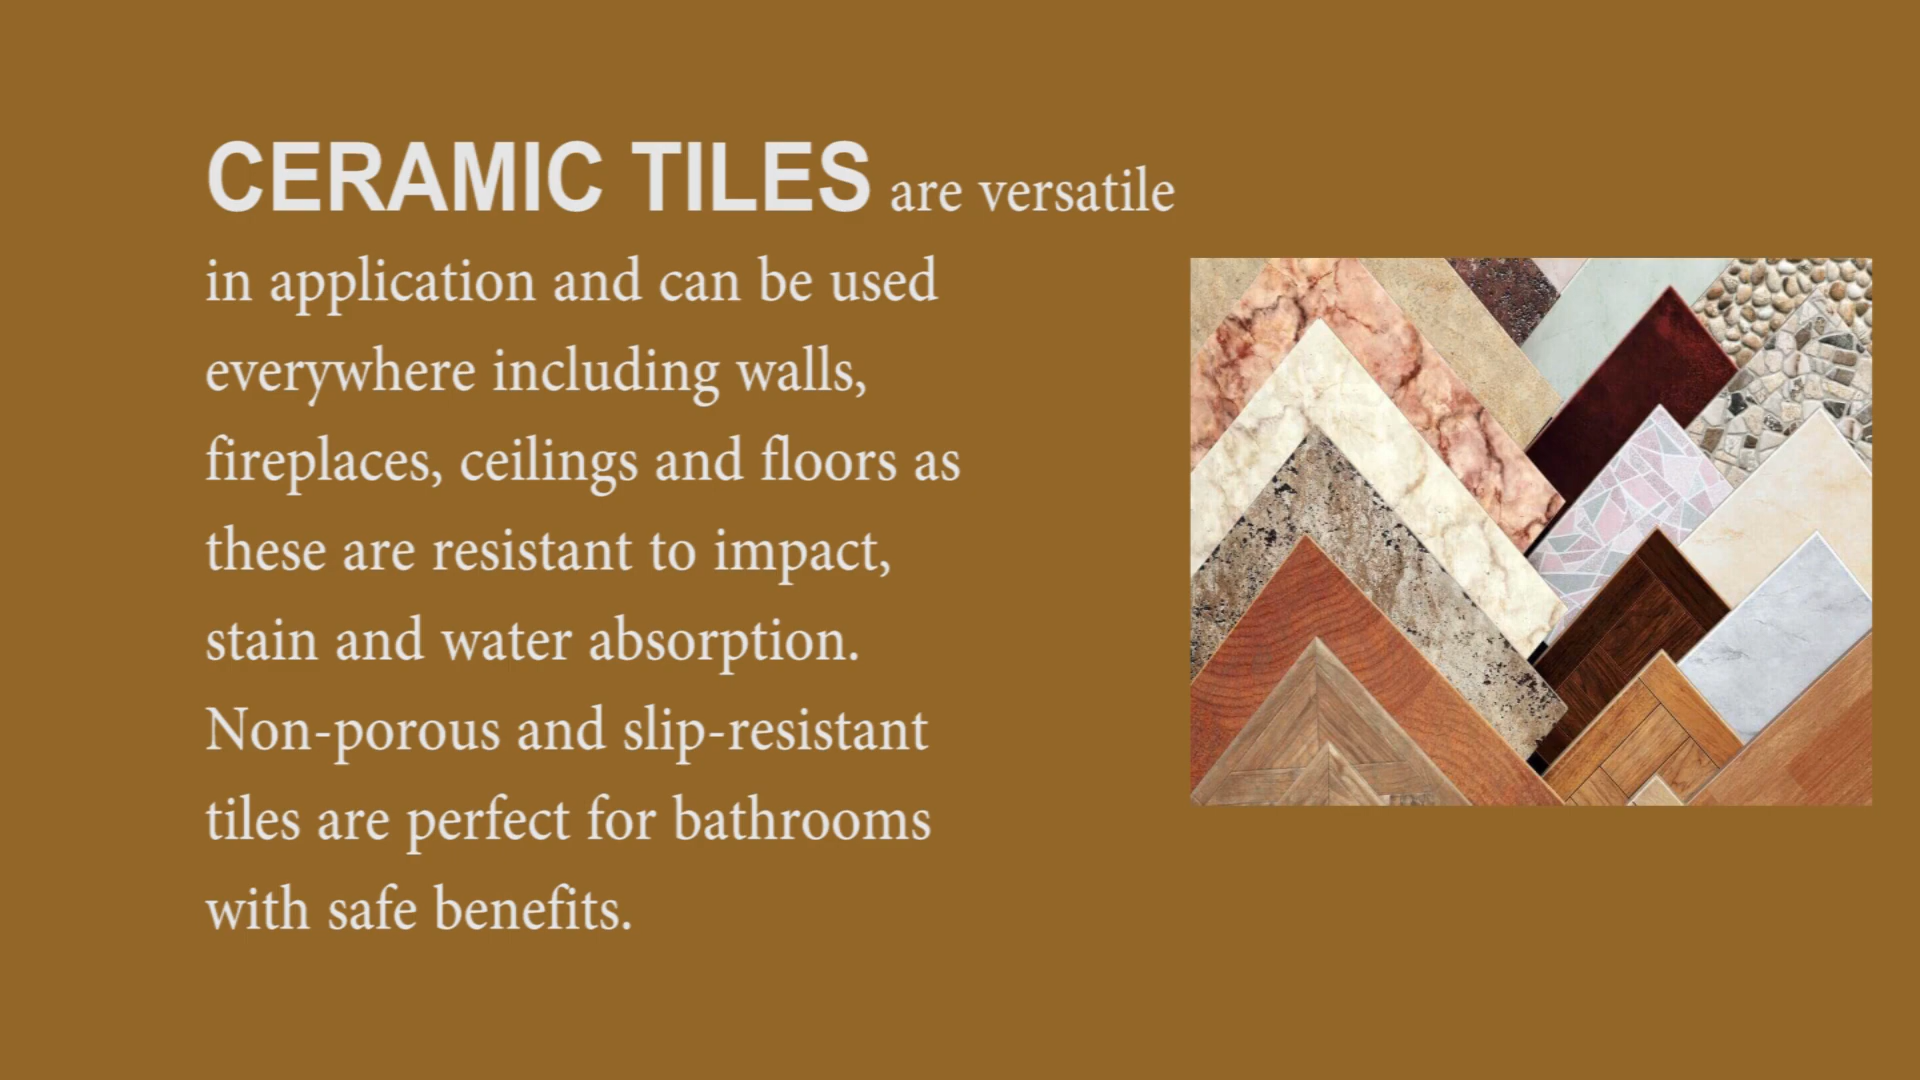 CERAMIC TILES are versatile
in application and can be used
everywhere including walls,
fireplaces, ceilings and floors as
these are resistant to impact,
stain and water absorption.
Non-porous and slip-resistant
tiles are perfect for bathrooms
with safe benefits.